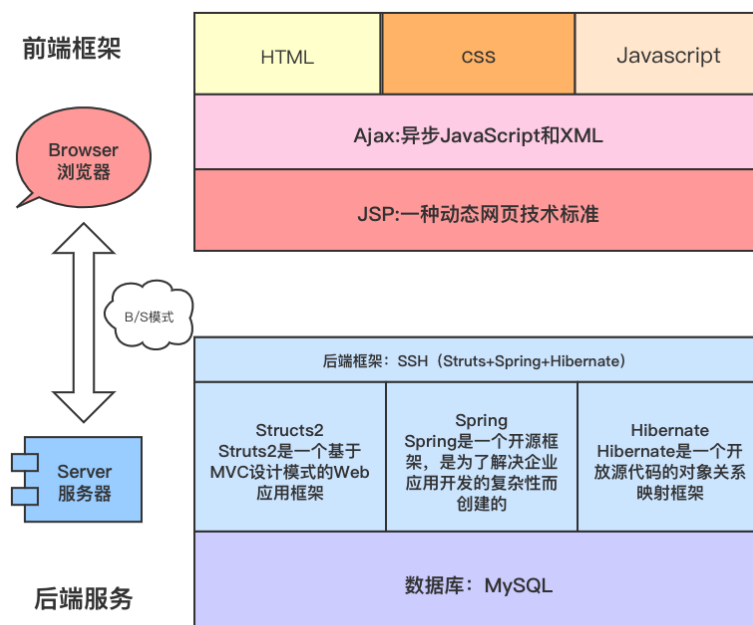 前端框架
HTML
css
Javascript
Ajax:异步JavaScript和XML
JSP:一种动态网页技术标准
Browser
浏览器
B/S模式
后端框架：SSH（Struts+Spring+Hibernate）
Structs2
Struts2是一个基于
MVC设计模式的Web
应用框架
Spring
Spring是一个开源框
架，是为了解决企业
应用开发的复杂性而
创建的
Hibernate
Hibernate是一个开
放源代码的对象关系
映射框架
Server
服务器
数据库：MySQL
后端服务